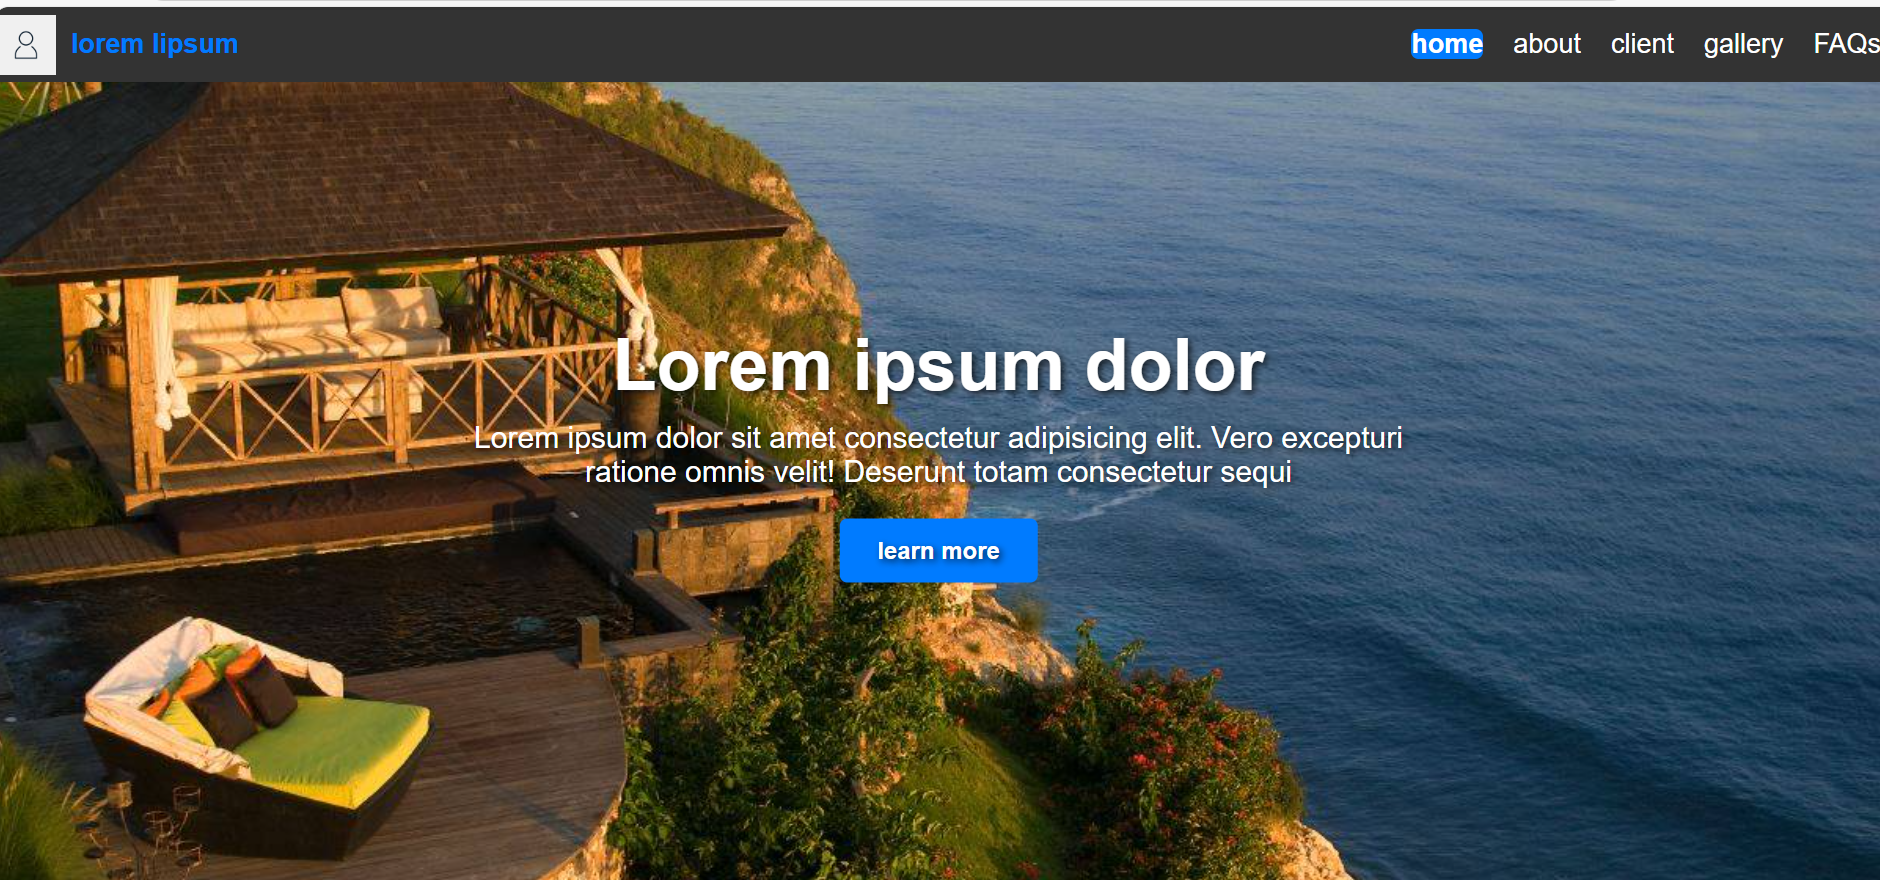 lorem lipsum
home about client gallery FAQs
Lorem ipsum dolor
Lorem ipsum dolor sit amet consectetur adipisicing elit. Vero excepturi
ratione omnis velit! Deserunt totam consectetur sequi
learn more